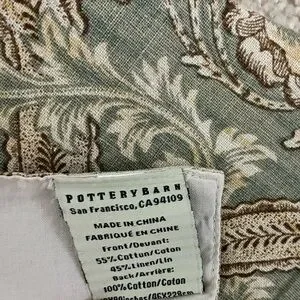 POTTERYBARN
San Francisco, CA94109
MADE IN CHINA
FABRIQUÉ EN CHINE
Front/Devant:
55% Cotton/Coton
45% Linen/Lin
Back/Arrière:
100% Cotton/Coton